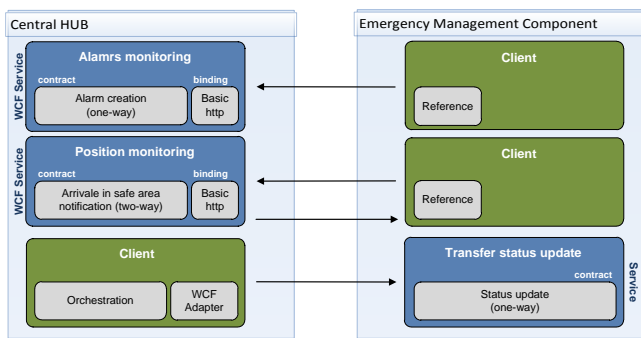 Central HUB
WCF Service
Alamrs monitoring
contract
binding
Alarm creation
(one-way)
Basic
http
WCF Service
Position monitoring
contract
binding
Arrivale in safe area
notification (two-way)
Basic
http
Client
Orchestration
WCF
Adapter
Emergency Management Component
Client
Reference
Client
Reference
Transfer status update
contract
Status update
(one-way)
Service